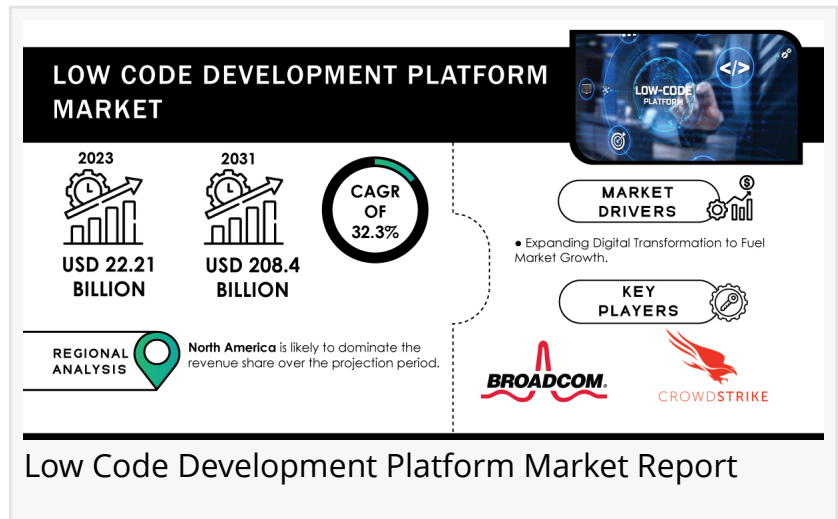 LOW CODE DEVELOPMENT PLATFORM
MARKET
LOW-CODE
PLATFORM
</>
2023
2031
USD 22.21
BILLION
USD 208.4
BILLION
CAGR
OF
32.3%
MARKET
DRIVERS
$
● Expanding Digital Transformation to Fuel
Market Growth.
KEY
PLAYERS
REGIONAL
ANALYSIS
North America is likely to dominate the
revenue share over the projection period.
BROADCOM®
CROWDSTRIKE
Low Code Development Platform Market Report